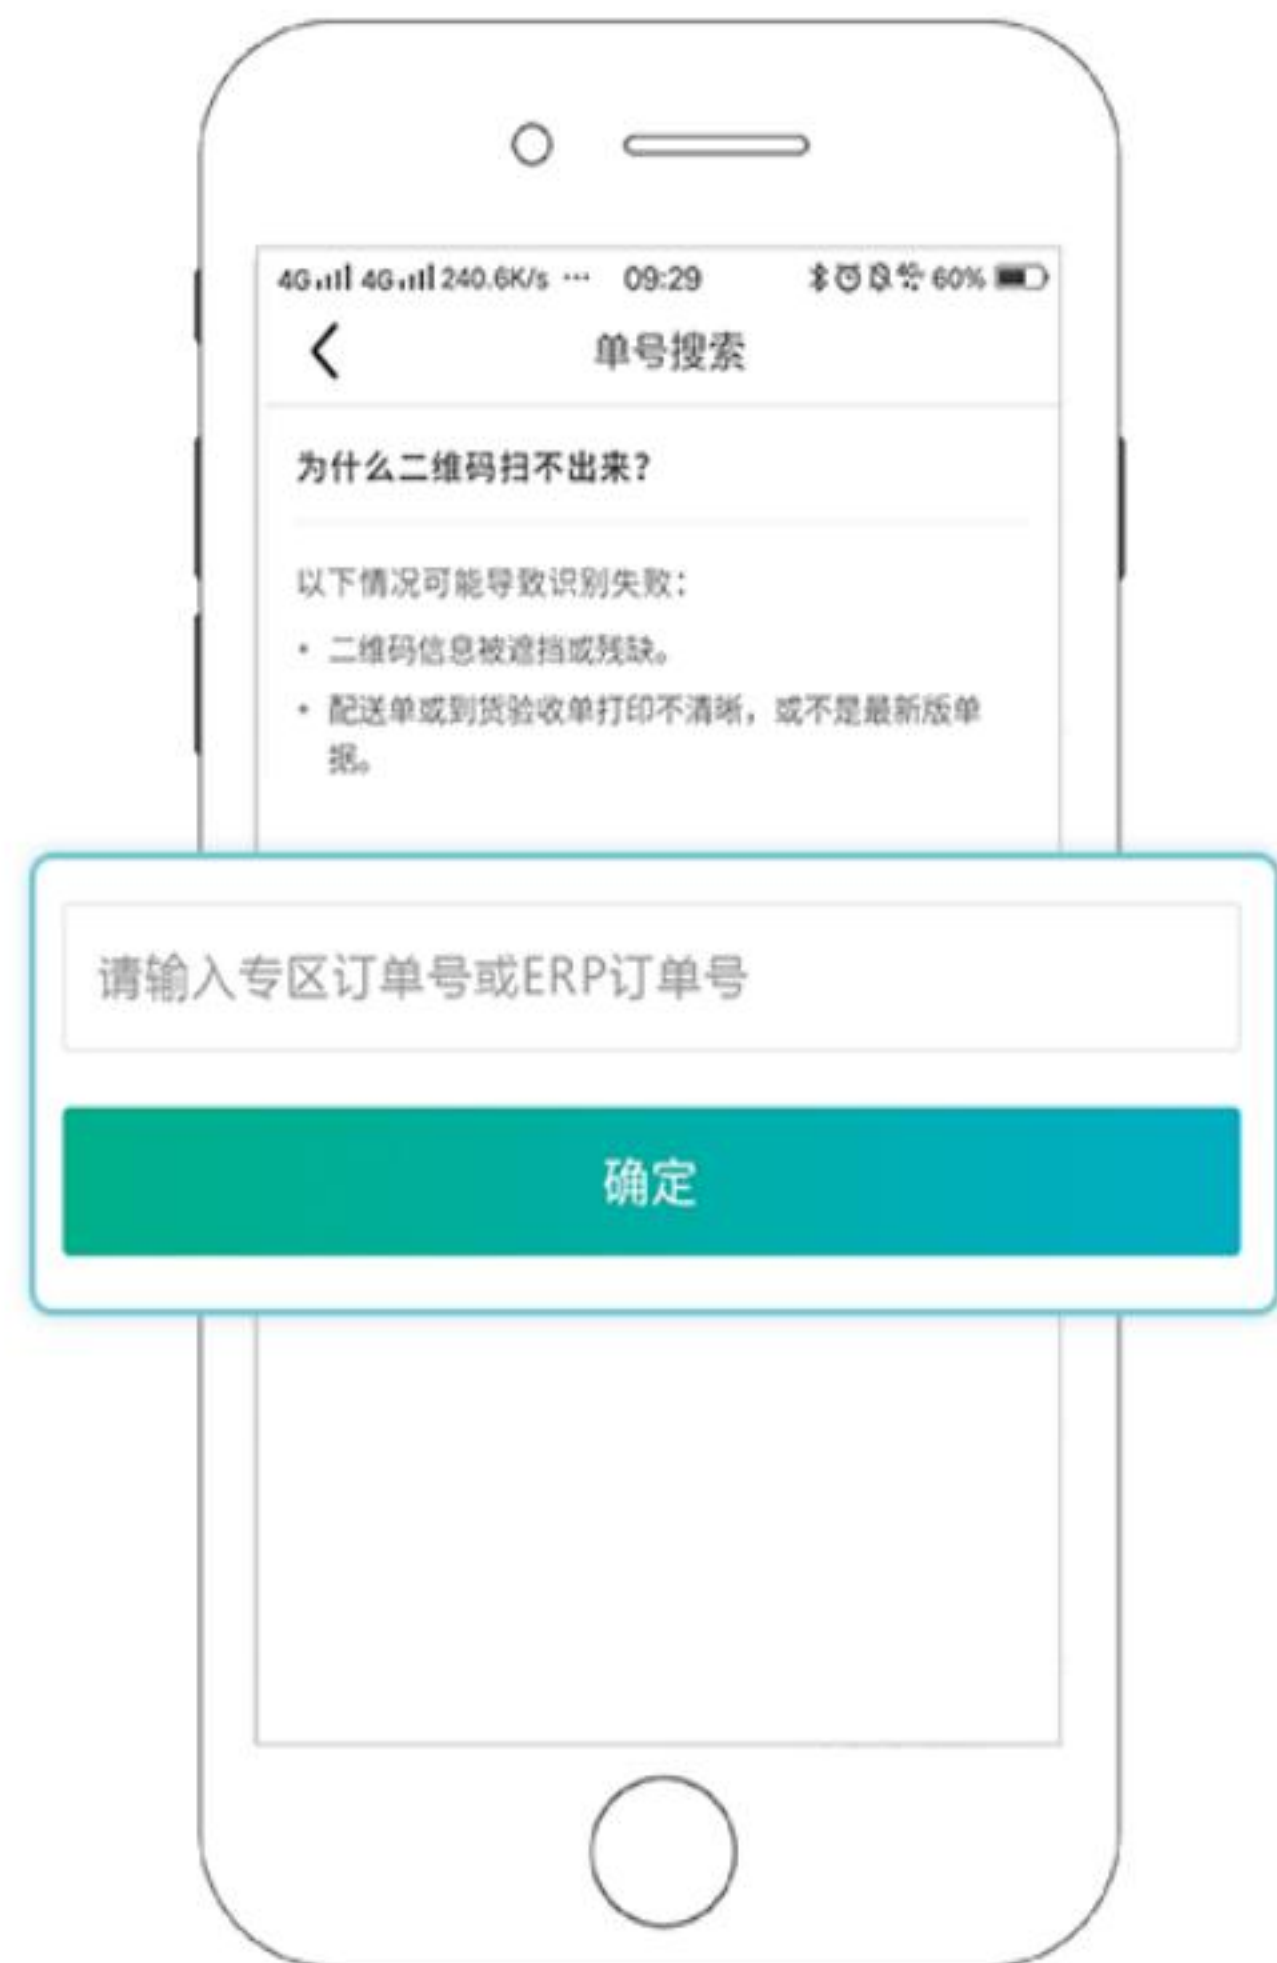 4G 4G 240.6K/s ··· 09:29 60%
单号搜索
为什么二维码扫不出来?
以下情况可能导致识别失败:
• 二维码信息被遮挡或残缺。
• 配送单或到货验收单打印不清晰，或不是最新版单
据。
请输入专区订单号或ERP订单号
确定